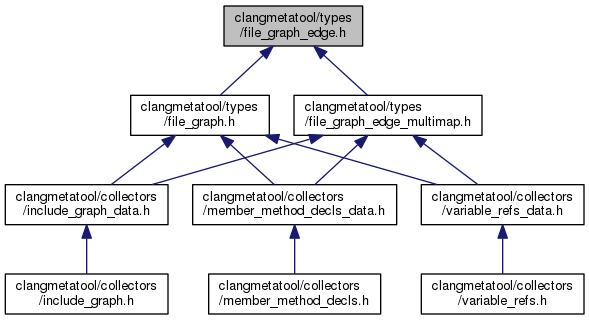 clangmetatool/types
/file_graph_edge.h
clangmetatool/types
/file_graph.h
clangmetatool/types
/file_graph_edge_multimap.h
clangmetatool/collectors
/include_graph_data.h
clangmetatool/collectors
/member_method_decls_data.h
clangmetatool/collectors
/variable_refs_data.h
clangmetatool/collectors
/include_graph.h
clangmetatool/collectors
/member_method_decls.h
clangmetatool/collectors
/variable_refs.h